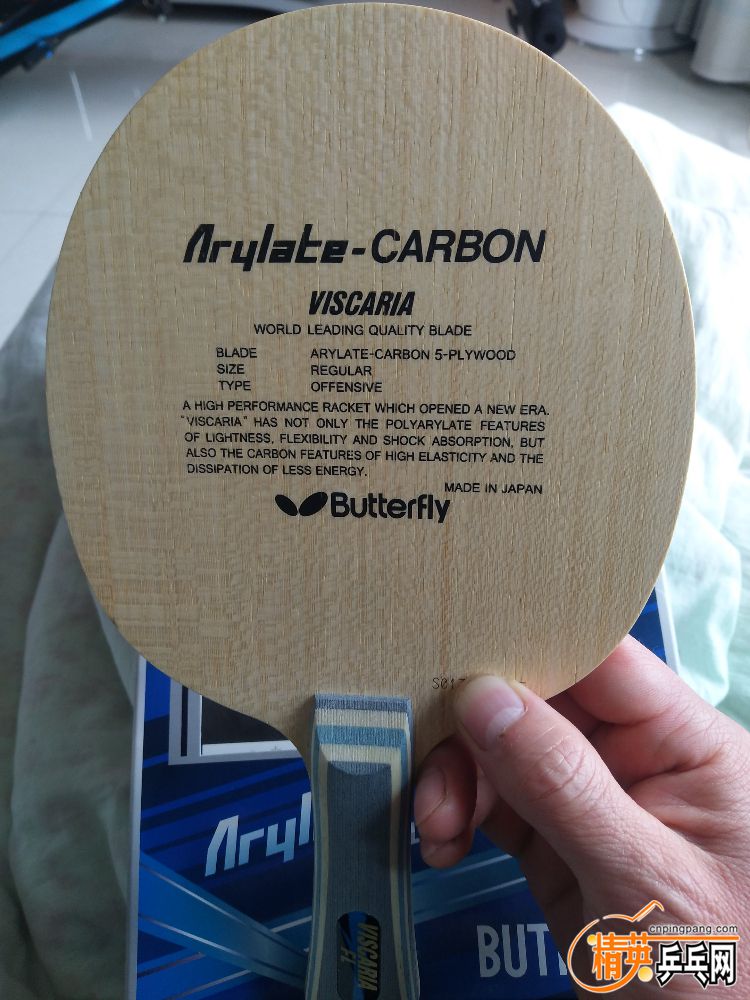 Arylate-CARBON
VISCARIA
WORLD LEADING QUALITY BLADE
BLADE ARYLATE-CARBON 5-PLYWOOD
SIZE REGULAR
TYPE OFFENSIVE
A HIGH PERFORMANCE RACKET WHICH OPENED A NEW ERA.
"VISCARIA" HAS NOT ONLY THE POLYARYLATE FEATURES
OF LIGHTNESS, FLEXIBILITY AND SHOCK ABSORPTION, BUT
ALSO THE CARBON FEATURES OF HIGH ELASTICITY AND THE
DISSIPATION OF LESS ENERGY.
MADE IN JAPAN
Butterfly
VISCARIA
FL
cnpingpang.com
精英乒乓网